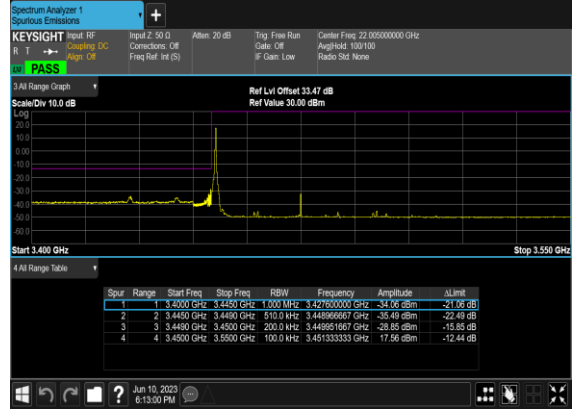 Spectrum Analyzer 1
Spurious Emissions
KEYSIGHT Input: RF Input Z: 50 Ω Atten: 20 dB Trig: Free Run Center Freq: 22.005000000 GHz
R T Coupling: DC Corrections: Off Gate: Off Avg|Hold: 100/100
Align: Off Freq Ref: Int (S) IF Gain: Low Radio Std: None
PASS
3 All Range Graph
Ref Lvl Offset 33.47 dB
Scale/Div 10.0 dB Ref Value 30.00 dBm
Log
20.0
10.0
0.00
-10.0
-20.0
-30.0
-40.0
-50.0
-60.0
Start 3.400 GHz Stop 3.550 GHz
4 All Range Table
Spur Range Start Freq Stop Freq RBW Frequency Amplitude ΔLimit
1 1 3.4000 GHz 3.4450 GHz 1.000 MHz 3.427600000 GHz -34.06 dBm -21.06 dB
2 2 3.4450 GHz 3.4490 GHz 510.0 kHz 3.448966667 GHz -35.49 dBm -22.49 dB
3 3 3.4490 GHz 3.4500 GHz 200.0 kHz 3.449951667 GHz -28.85 dBm -15.85 dB
4 4 3.4500 GHz 3.5500 GHz 100.0 kHz 3.451333333 GHz 17.56 dBm -12.44 dB
? Jun 10, 2023
6:13:00 PM